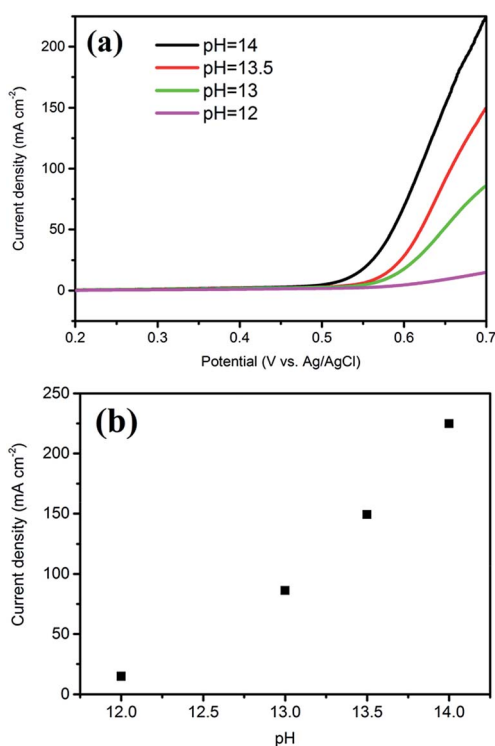 (a)
pH=14
pH=13.5
pH=13
pH=12
Current density (mA cm⁻²)
225
200
150
100
50
0
0.2 0.3 0.4 0.5 0.6 0.7
Potential (V vs. Ag/AgCl)
(b)
Current density (mA cm⁻²)
250
200
150
100
50
0
12.0 12.5 13.0 13.5 14.0
pH